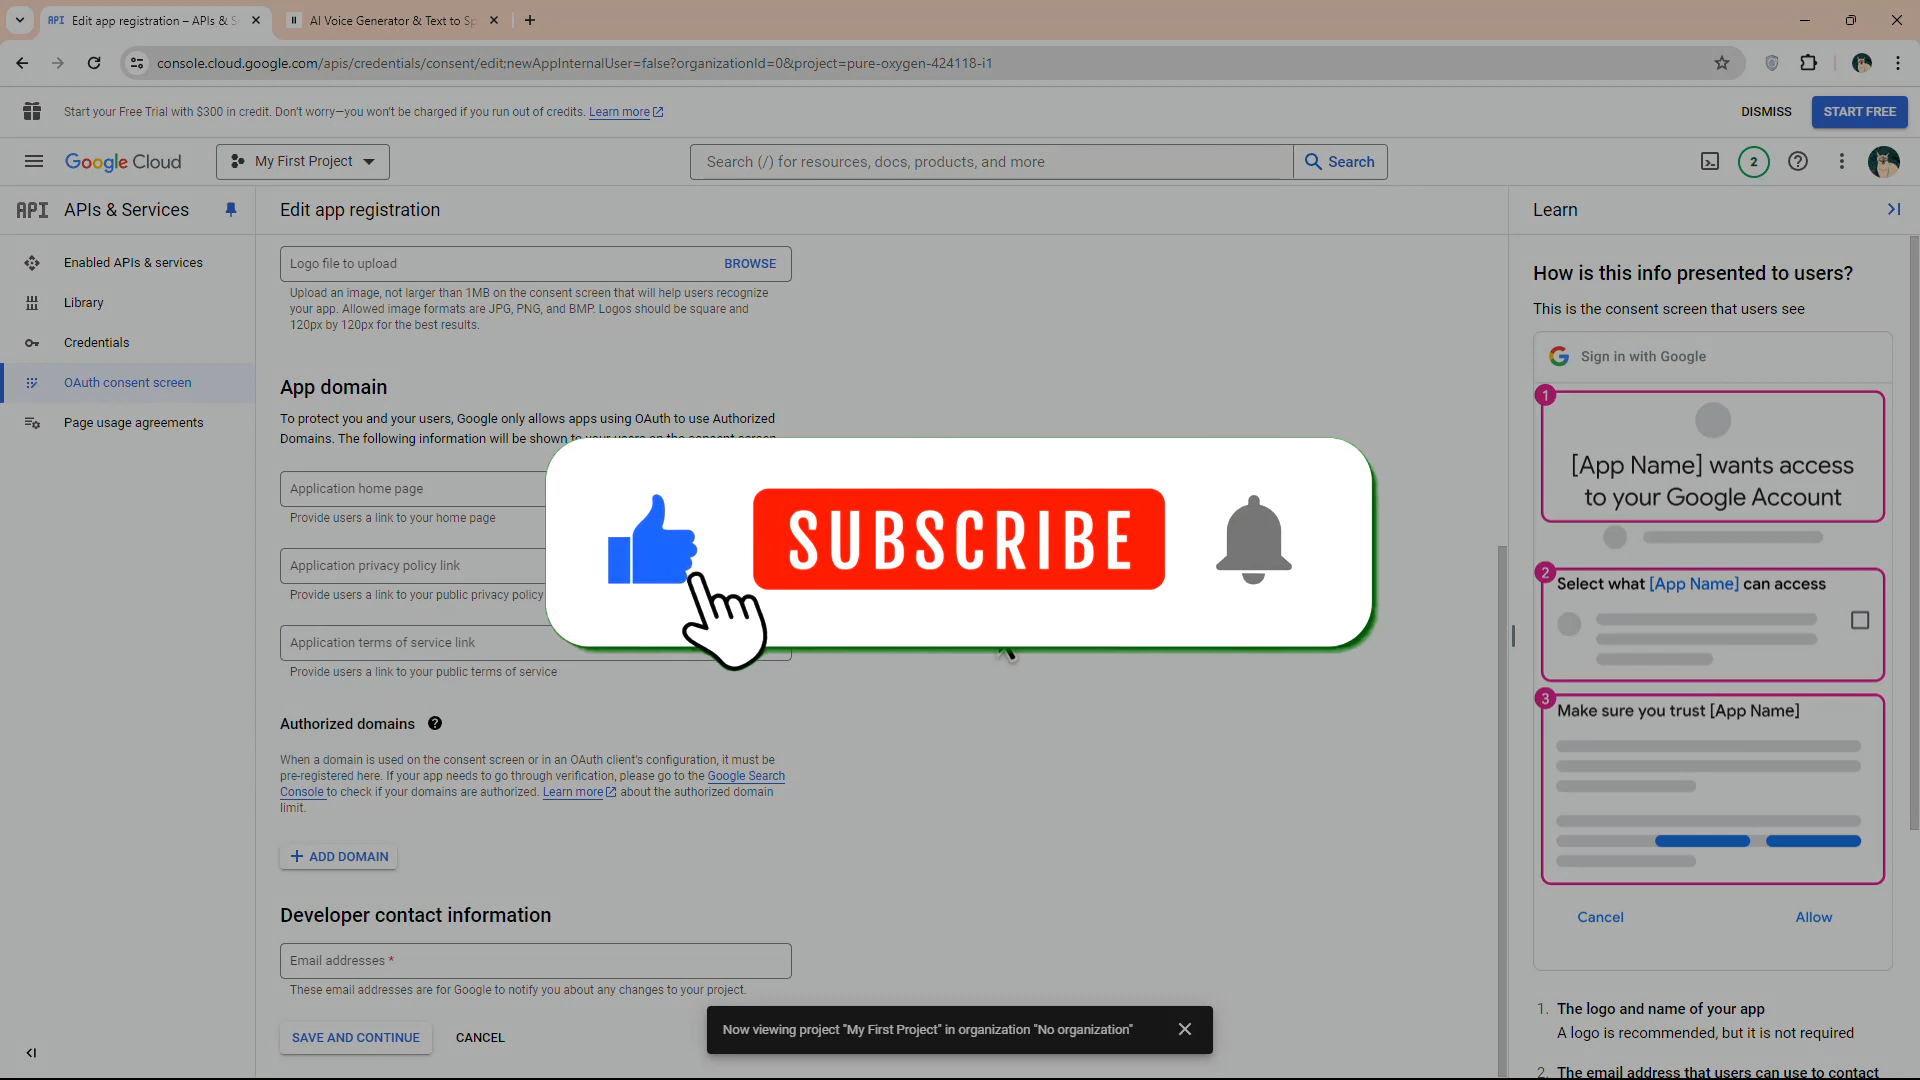 API Edit app registration – APIs & S
AI Voice Generator & Text to Sp
console.cloud.google.com/apis/credentials/consent/edit;newAppInternalUser=false?organizationId=0&project=pure-oxygen-424118-i1
Start your Free Trial with $300 in credit. Don't worry—you won't be charged if you run out of credits. Learn more
DISMISS
START FREE
Google Cloud
My First Project
Search (/) for resources, docs, products, and more
Search
2
API APIs & Services
Enabled APIs & services
Library
Credentials
OAuth consent screen
Page usage agreements
Edit app registration
Logo file to upload
BROWSE
Upload an image, not larger than 1MB on the consent screen that will help users recognize
your app. Allowed image formats are JPG, PNG, and BMP. Logos should be square and
120px by 120px for the best results.
App domain
To protect you and your users, Google only allows apps using OAuth to use Authorized
Domains. The following information will be shown to your users on the consent screen
Application home page
Provide users a link to your home page
Application privacy policy link
Provide users a link to your public privacy policy
Application terms of service link
Provide users a link to your public terms of service
SUBSCRIBE
Authorized domains
When a domain is used on the consent screen or in an OAuth client's configuration, it must be
pre-registered here. If your app needs to go through verification, please go to the Google Search
Console to check if your domains are authorized. Learn more about the authorized domain
limit.
+ ADD DOMAIN
Developer contact information
Email addresses *
These email addresses are for Google to notify you about any changes to your project.
SAVE AND CONTINUE
CANCEL
Now viewing project "My First Project" in organization "No organization"
Learn
How is this info presented to users?
This is the consent screen that users see
Sign in with Google
1
[App Name] wants access
to your Google Account
2
Select what [App Name] can access
3
Make sure you trust [App Name]
Cancel
Allow
1. The logo and name of your app
A logo is recommended, but it is not required
2. The email address that users can use to contact